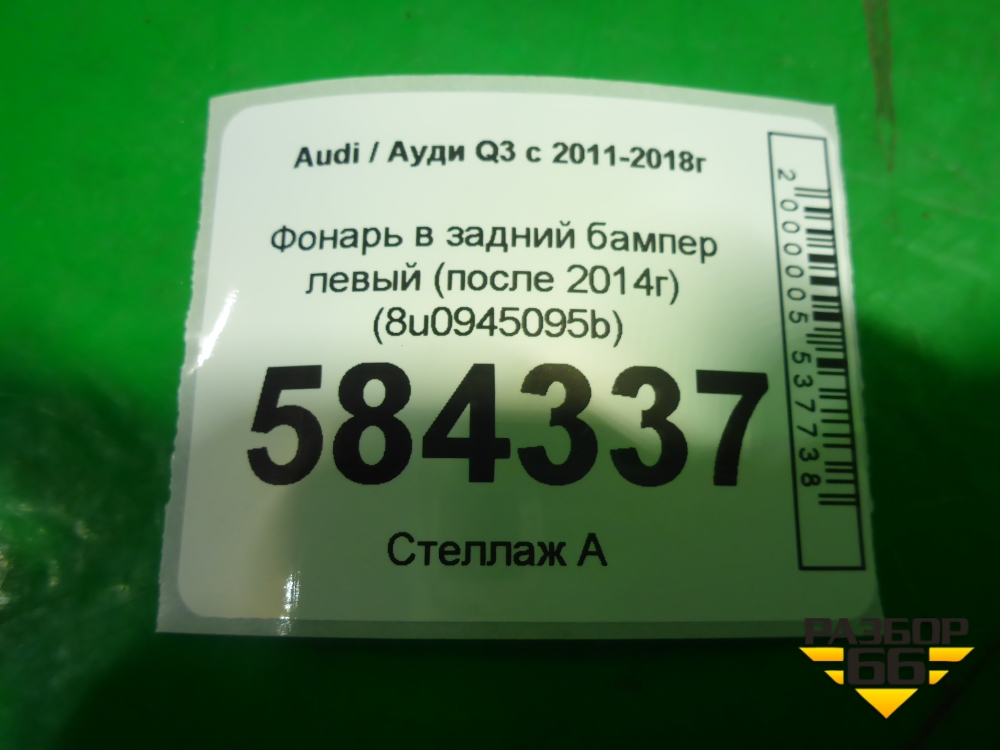 Audi / Ауди Q3 с 2011-2018г
Фонарь в задний бампер
левый (после 2014г)
(8u0945095b)
584337
Стеллаж А
2000005537738
РАЗБОР
66